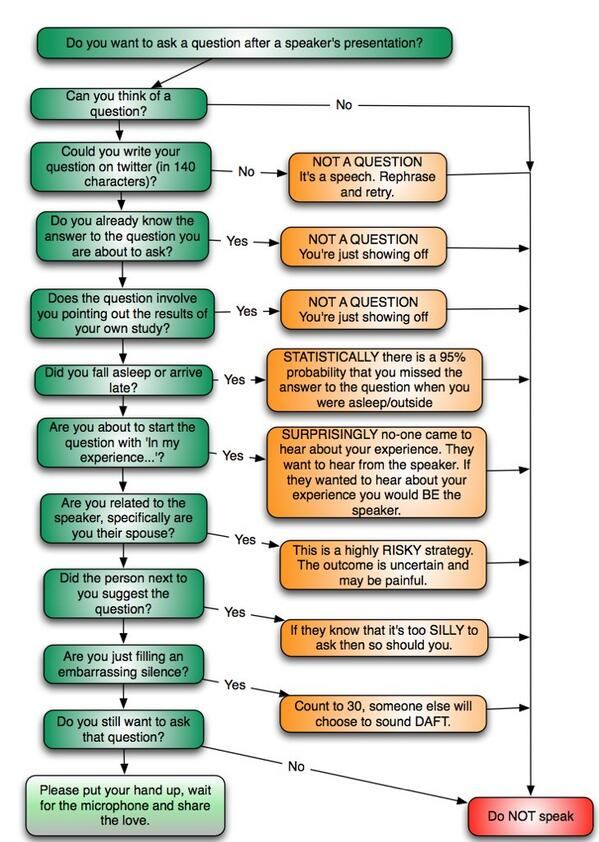 Do you want to ask a question after a speaker's presentation?
Can you think of a
question?
No
Could you write your
question on twitter (in 140
characters)?
No
NOT A QUESTION
It's a speech. Rephrase
and retry.
Do you already know the
answer to the question you
are about to ask?
Yes
NOT A QUESTION
You're just showing off
Does the question involve
you pointing out the results of
your own study?
Yes
NOT A QUESTION
You're just showing off
Did you fall asleep or arrive
late?
Yes
STATISTICALLY there is a 95%
probability that you missed the
answer to the question when you
were asleep/outside
Are you about to start the
question with 'In my
experience...'?
Yes
SURPRISINGLY no-one came to
hear about your experience. They
want to hear from the speaker. If
they wanted to hear about your
experience you would BE the
speaker.
Are you related to the
speaker, specifically are
you their spouse?
Yes
This is a highly RISKY strategy.
The outcome is uncertain and
may be painful.
Did the person next to
you suggest the
question?
Yes
If they know that it's too SILLY to
ask then so should you.
Are you just filling an
embarrassing silence?
Yes
Count to 30, someone else will
choose to sound DAFT.
Do you still want to ask
that question?
No
Please put your hand up, wait
for the microphone and share
the love.
Do NOT speak